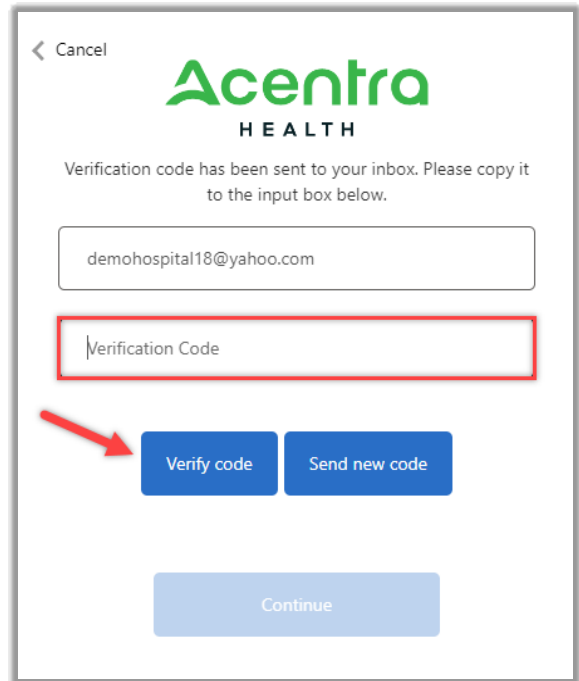 Cancel
Acentra
HEALTH
Verification code has been sent to your inbox. Please copy it
to the input box below.
demohospital18@yahoo.com
Verification Code
Verify code Send new code
Continue